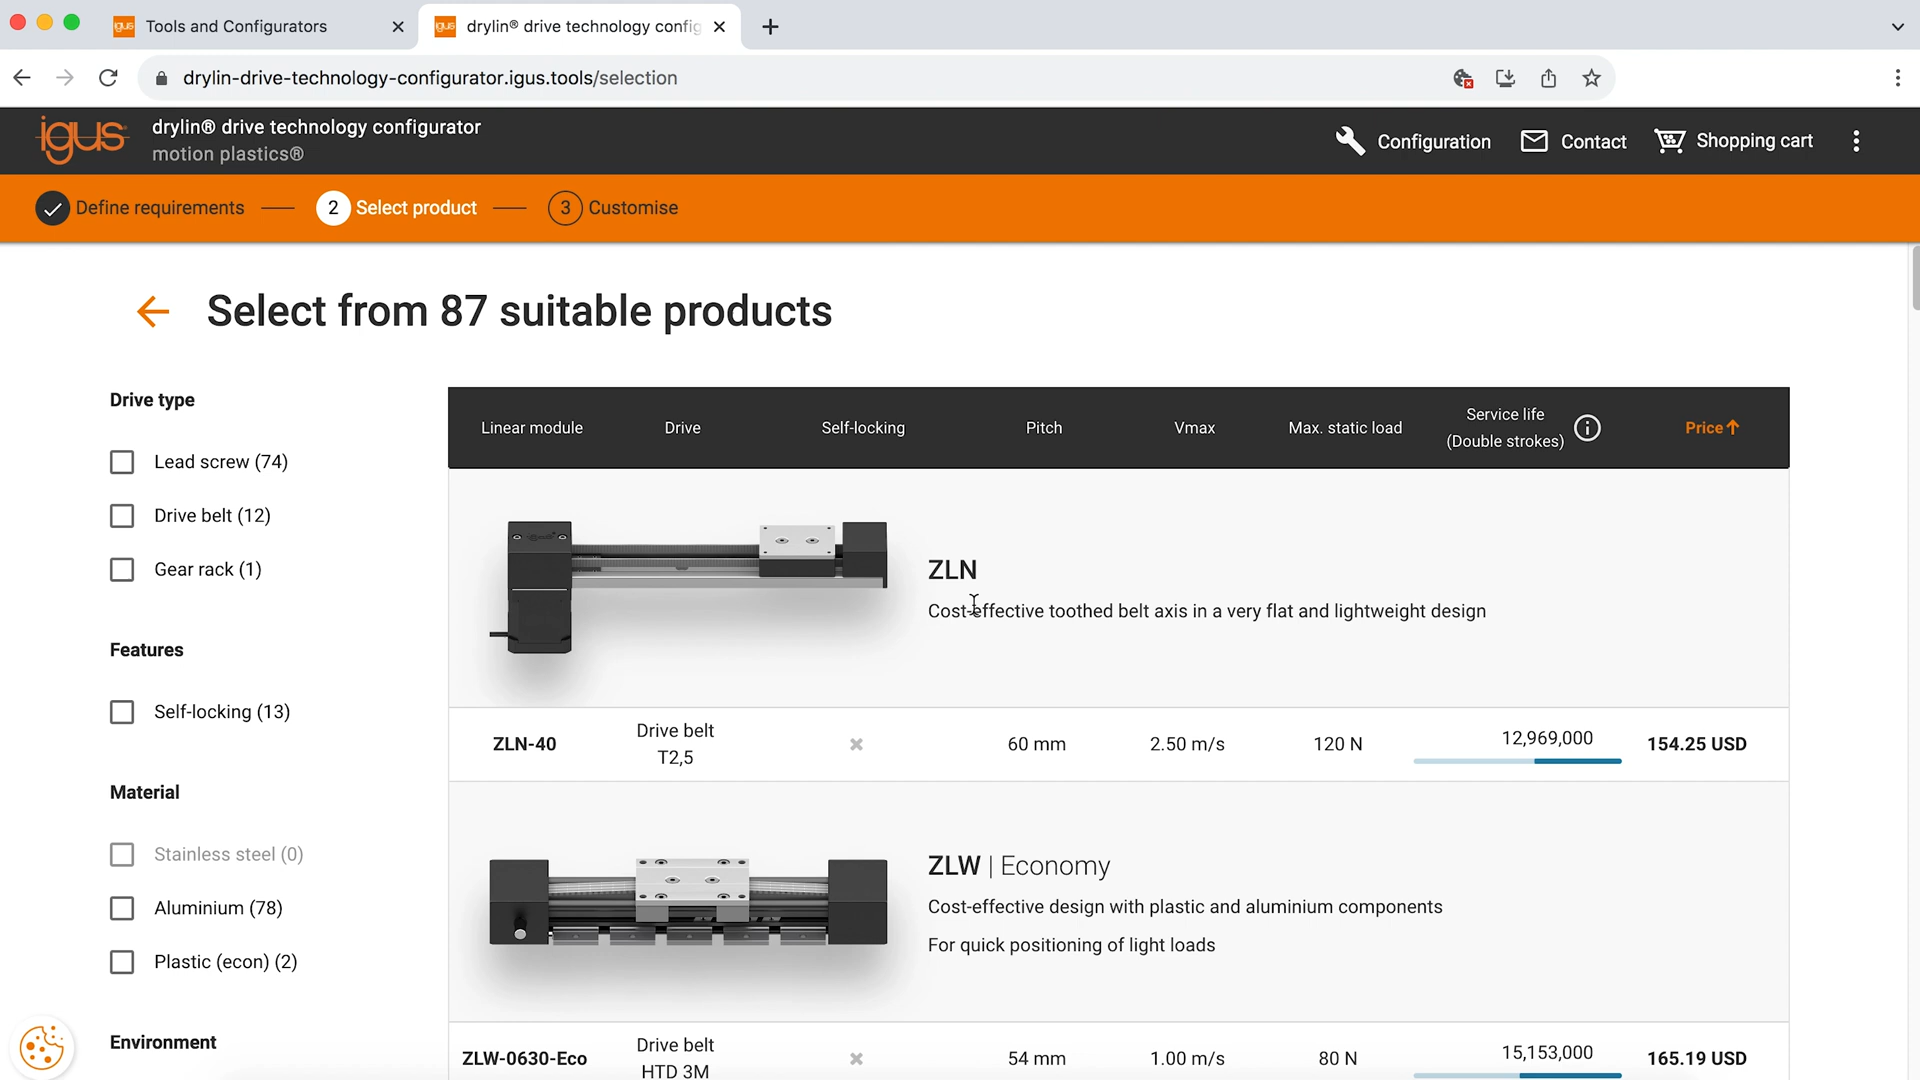 igus Tools and Configurators
igus drylin® drive technology config
drylin-drive-technology-configurator.igus.tools/selection
igus
drylin® drive technology configurator
motion plastics®
Configuration
Contact
Shopping cart
Define requirements
2 Select product
3 Customise
Select from 87 suitable products
Drive type
Lead screw (74)
Drive belt (12)
Gear rack (1)
Features
Self-locking (13)
Material
Stainless steel (0)
Aluminium (78)
Plastic (econ) (2)
Environment
Linear module Drive Self-locking Pitch Vmax Max. static load Service life (Double strokes) i Price↑
ZLN
Cost-effective toothed belt axis in a very flat and lightweight design
ZLN-40 Drive belt T2,5 60 mm 2.50 m/s 120 N 12,969,000 154.25 USD
ZLW | Economy
Cost-effective design with plastic and aluminium components
For quick positioning of light loads
ZLW-0630-Eco Drive belt HTD 3M 54 mm 1.00 m/s 80 N 15,153,000 165.19 USD